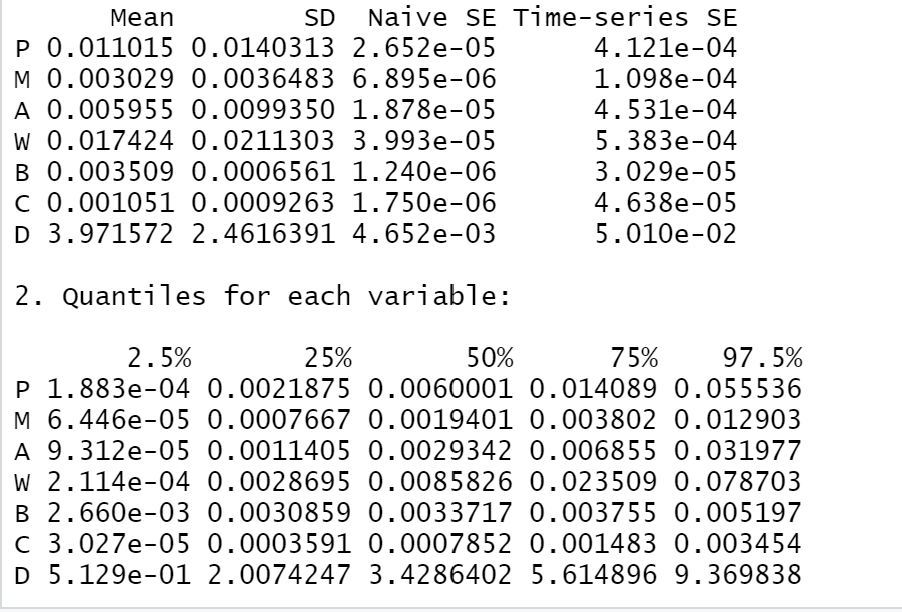 Mean SD Naive SE Time-series SE
P 0.011015 0.0140313 2.652e-05 4.121e-04
M 0.003029 0.0036483 6.895e-06 1.098e-04
A 0.005955 0.0099350 1.878e-05 4.531e-04
W 0.017424 0.0211303 3.993e-05 5.383e-04
B 0.003509 0.0006561 1.240e-06 3.029e-05
C 0.001051 0.0009263 1.750e-06 4.638e-05
D 3.971572 2.4616391 4.652e-03 5.010e-02
2. Quantiles for each variable:
2.5% 25% 50% 75% 97.5%
P 1.883e-04 0.0021875 0.0060001 0.014089 0.055536
M 6.446e-05 0.0007667 0.0019401 0.003802 0.012903
A 9.312e-05 0.0011405 0.0029342 0.006855 0.031977
W 2.114e-04 0.0028695 0.0085826 0.023509 0.078703
B 2.660e-03 0.0030859 0.0033717 0.003755 0.005197
C 3.027e-05 0.0003591 0.0007852 0.001483 0.003454
D 5.129e-01 2.0074247 3.4286402 5.614896 9.369838